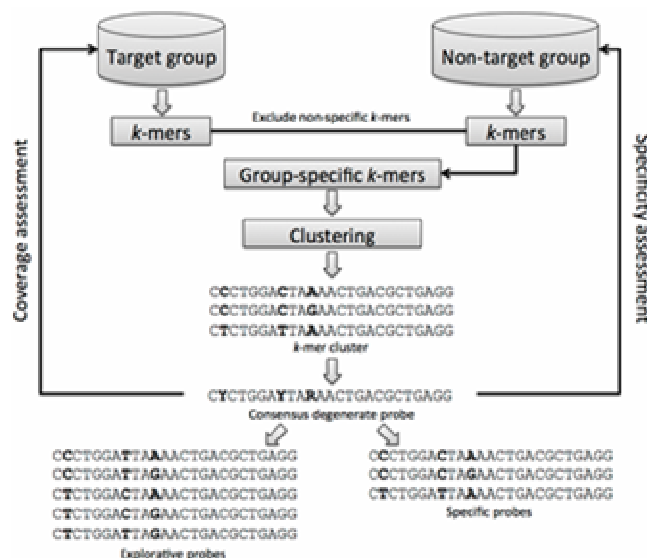 Target group
Non-target group
k-mers
Exclude non-specific k-mers
k-mers
Group-specific k-mers
Clustering
Coverage assessment
Specificity assessment
CCCTGGACTAAAACTGACGCTGAGG
CCCTGGACTAGAACTGACGCTGAGG
CTCTGGATTAAAACTGACGCTGAGG
k-mer cluster
CYCTGGAYTARAACTGACGCTGAGG
Consensus degenerate probe
CCCTGGATTAAAACTGACGCTGAGG
CCCTGGATTAGAACTGACGCTGAGG
CTCTGGACTAAAACTGACGCTGAGG
CTCTGGACTAGAACTGACGCTGAGG
CTCTGGATTAGAACTGACGCTGAGG
Explorative probes
CCCTGGACTAAAACTGACGCTGAGG
CCCTGGACTAGAACTGACGCTGAGG
CTCTGGATTAAAACTGACGCTGAGG
Specific probes